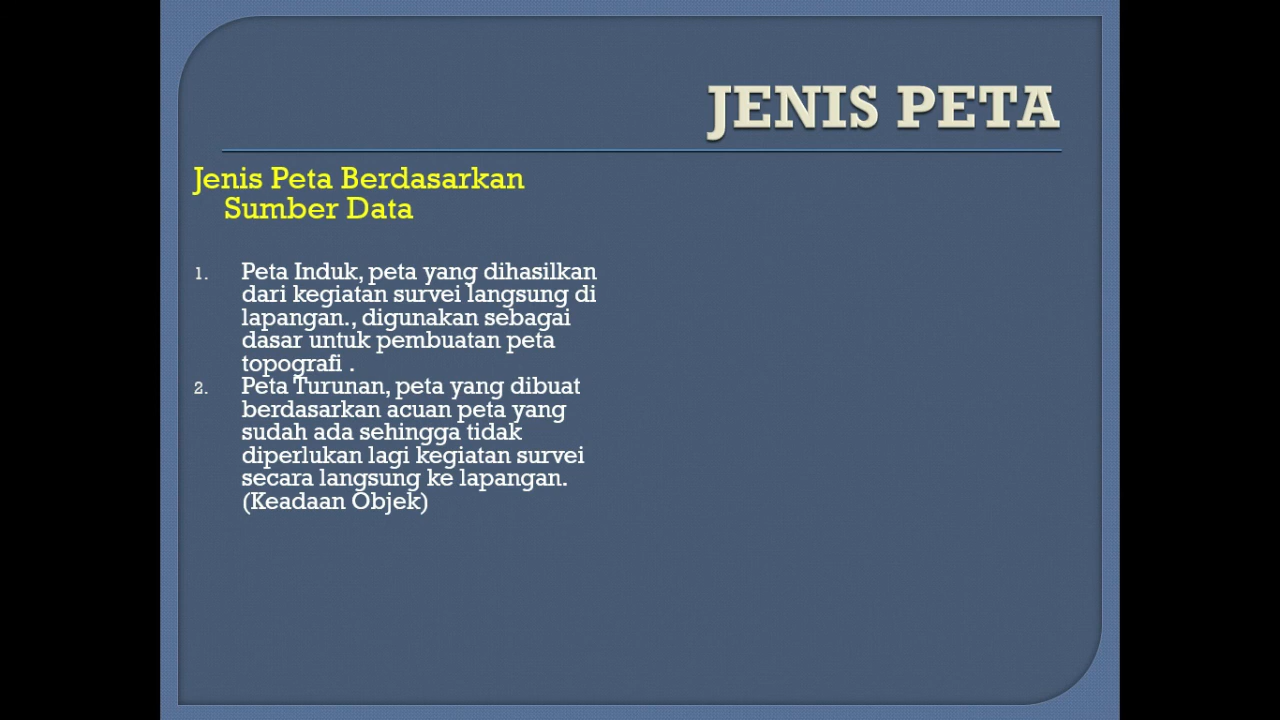 JENIS PETA
Jenis Peta Berdasarkan
Sumber Data
1. Peta Induk, peta yang dihasilkan
dari kegiatan survei langsung di
lapangan., digunakan sebagai
dasar untuk pembuatan peta
topografi .
2. Peta Turunan, peta yang dibuat
berdasarkan acuan peta yang
sudah ada sehingga tidak
diperlukan lagi kegiatan survei
secara langsung ke lapangan.
(Keadaan Objek)